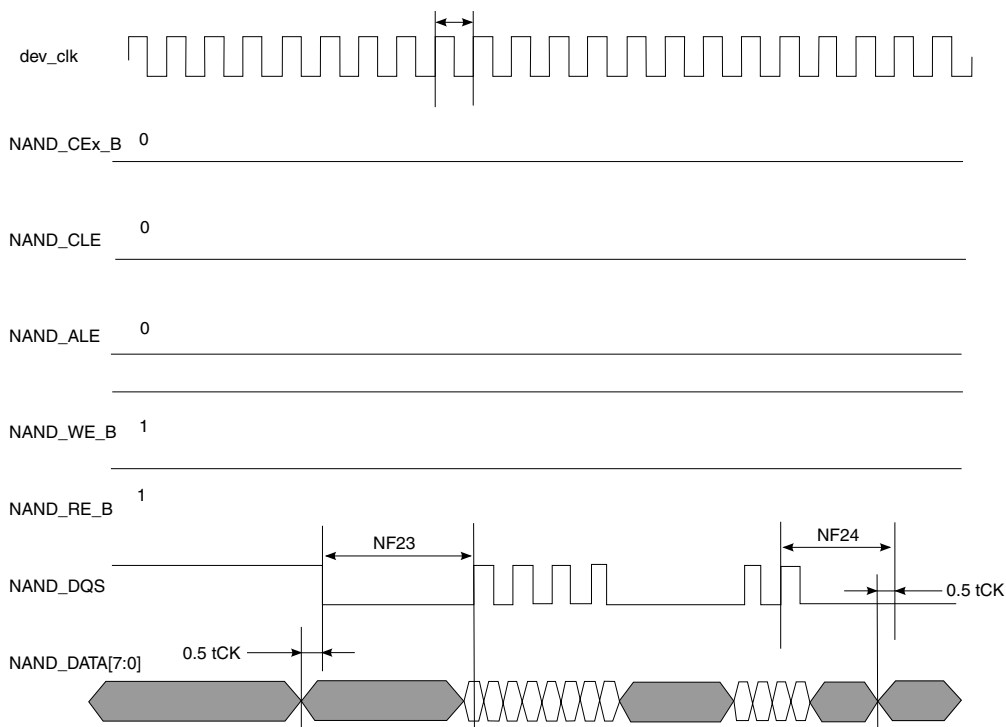 dev_clk
NAND_CEx_B 0
NAND_CLE 0
NAND_ALE 0
NAND_WE_B 1
NAND_RE_B 1
NF23
NF24
NAND_DQS
0.5 tCK
NAND_DATA[7:0]
0.5 tCK